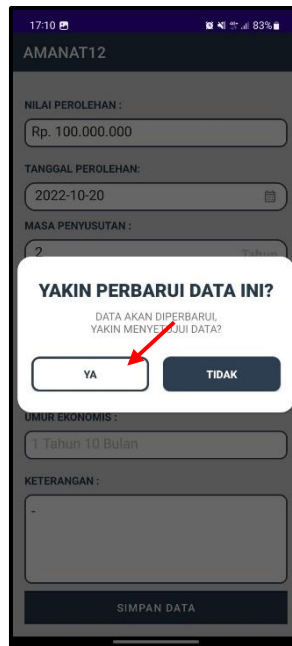 17:10 83%
AMANAT12
NILAI PEROLEHAN :
Rp. 100.000.000
TANGGAL PEROLEHAN:
2022-10-20
MASA PENYUSUTAN :
2 Tahun
YAKIN PERBARUI DATA INI?
DATA AKAN DIPERBARUI,
YAKIN MENYETUJUI DATA?
YA TIDAK
UMUR EKONOMIS :
1 Tahun 10 Bulan
KETERANGAN :
-
SIMPAN DATA